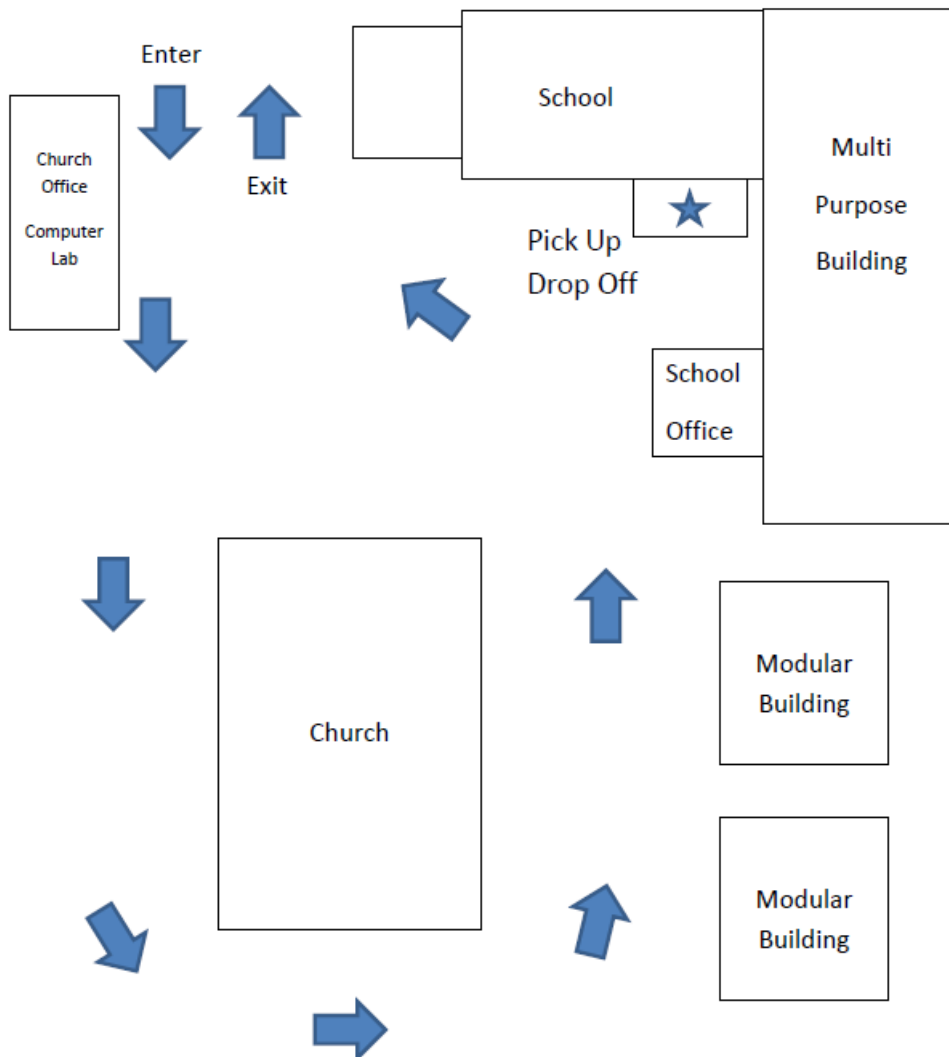 Enter
Exit
Church
Office
Computer
Lab
School
Multi
Purpose
Building
Pick Up
Drop Off
School
Office
Church
Modular
Building
Modular
Building